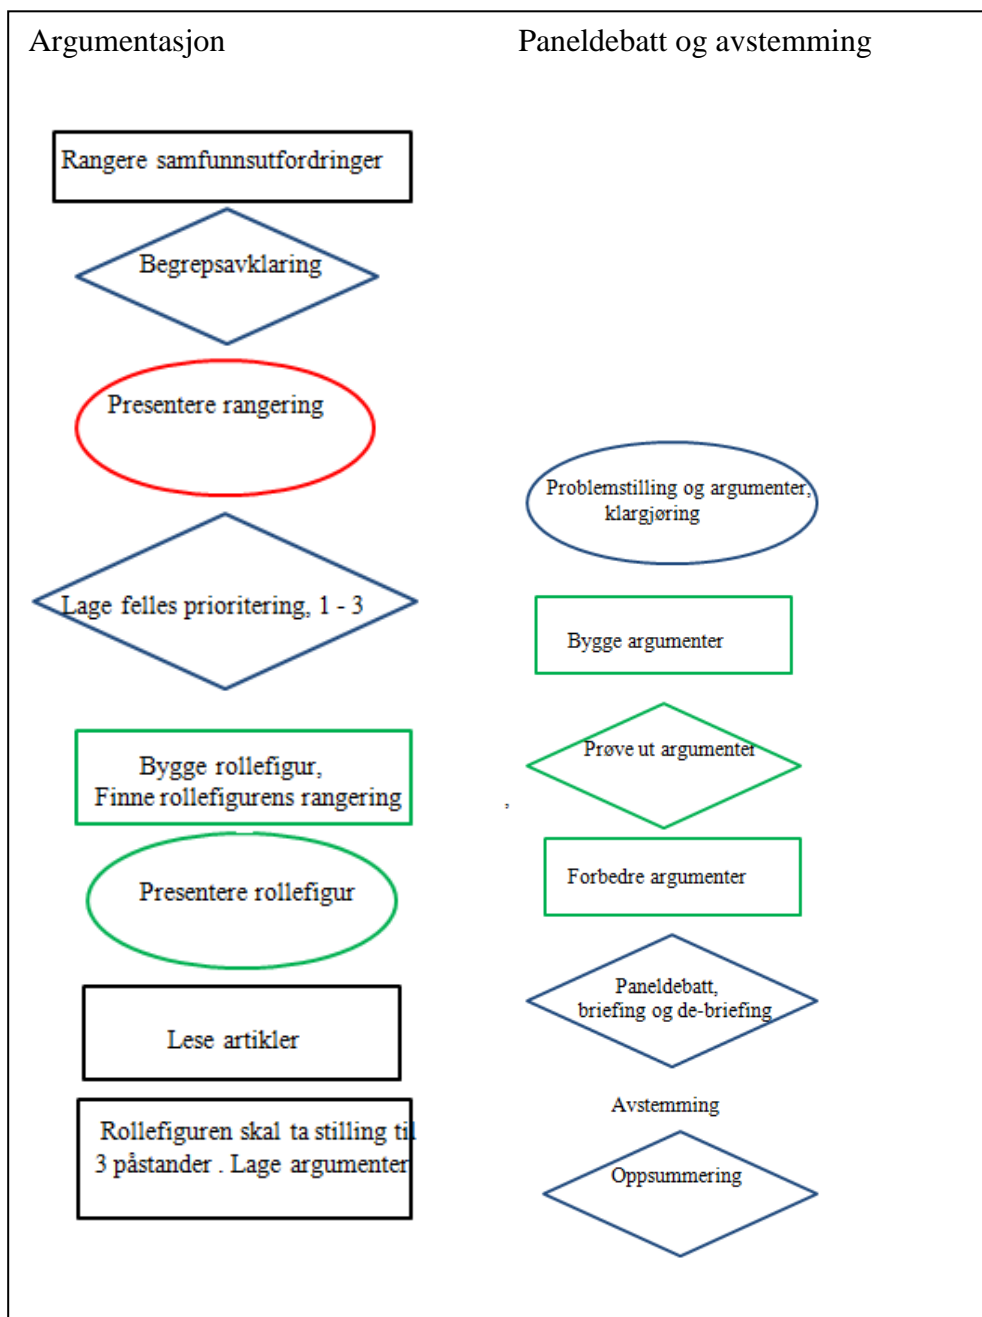 Argumentasjon
Rangere samfunnsutfordringer
Begrepsavklaring
Presentere rangering
Lage felles prioritering, 1 - 3
Bygge rollefigur,
Finne rollefigurens rangering
Presentere rollefigur
Lese artikler
Rollefiguren skal ta stilling til
3 påstander . Lage argumenter
Paneldebatt og avstemming
Problemstilling og argumenter,
klargjøring
Bygge argumenter
Prøve ut argumenter
,
Forbedre argumenter
Paneldebatt,
briefing og de-briefing
Avstemming
Oppsummering